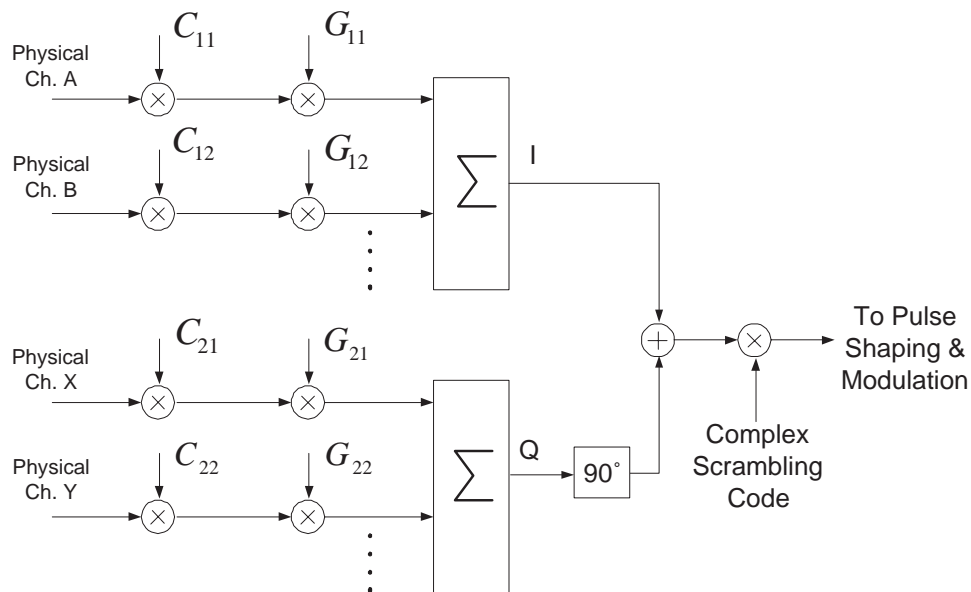 C11
G11
Physical
Ch. A
C12
G12
Physical
Ch. B
Σ
I
C21
G21
Physical
Ch. X
C22
G22
Physical
Ch. Y
Σ
Q
90°
To Pulse
Shaping &
Modulation
Complex
Scrambling
Code